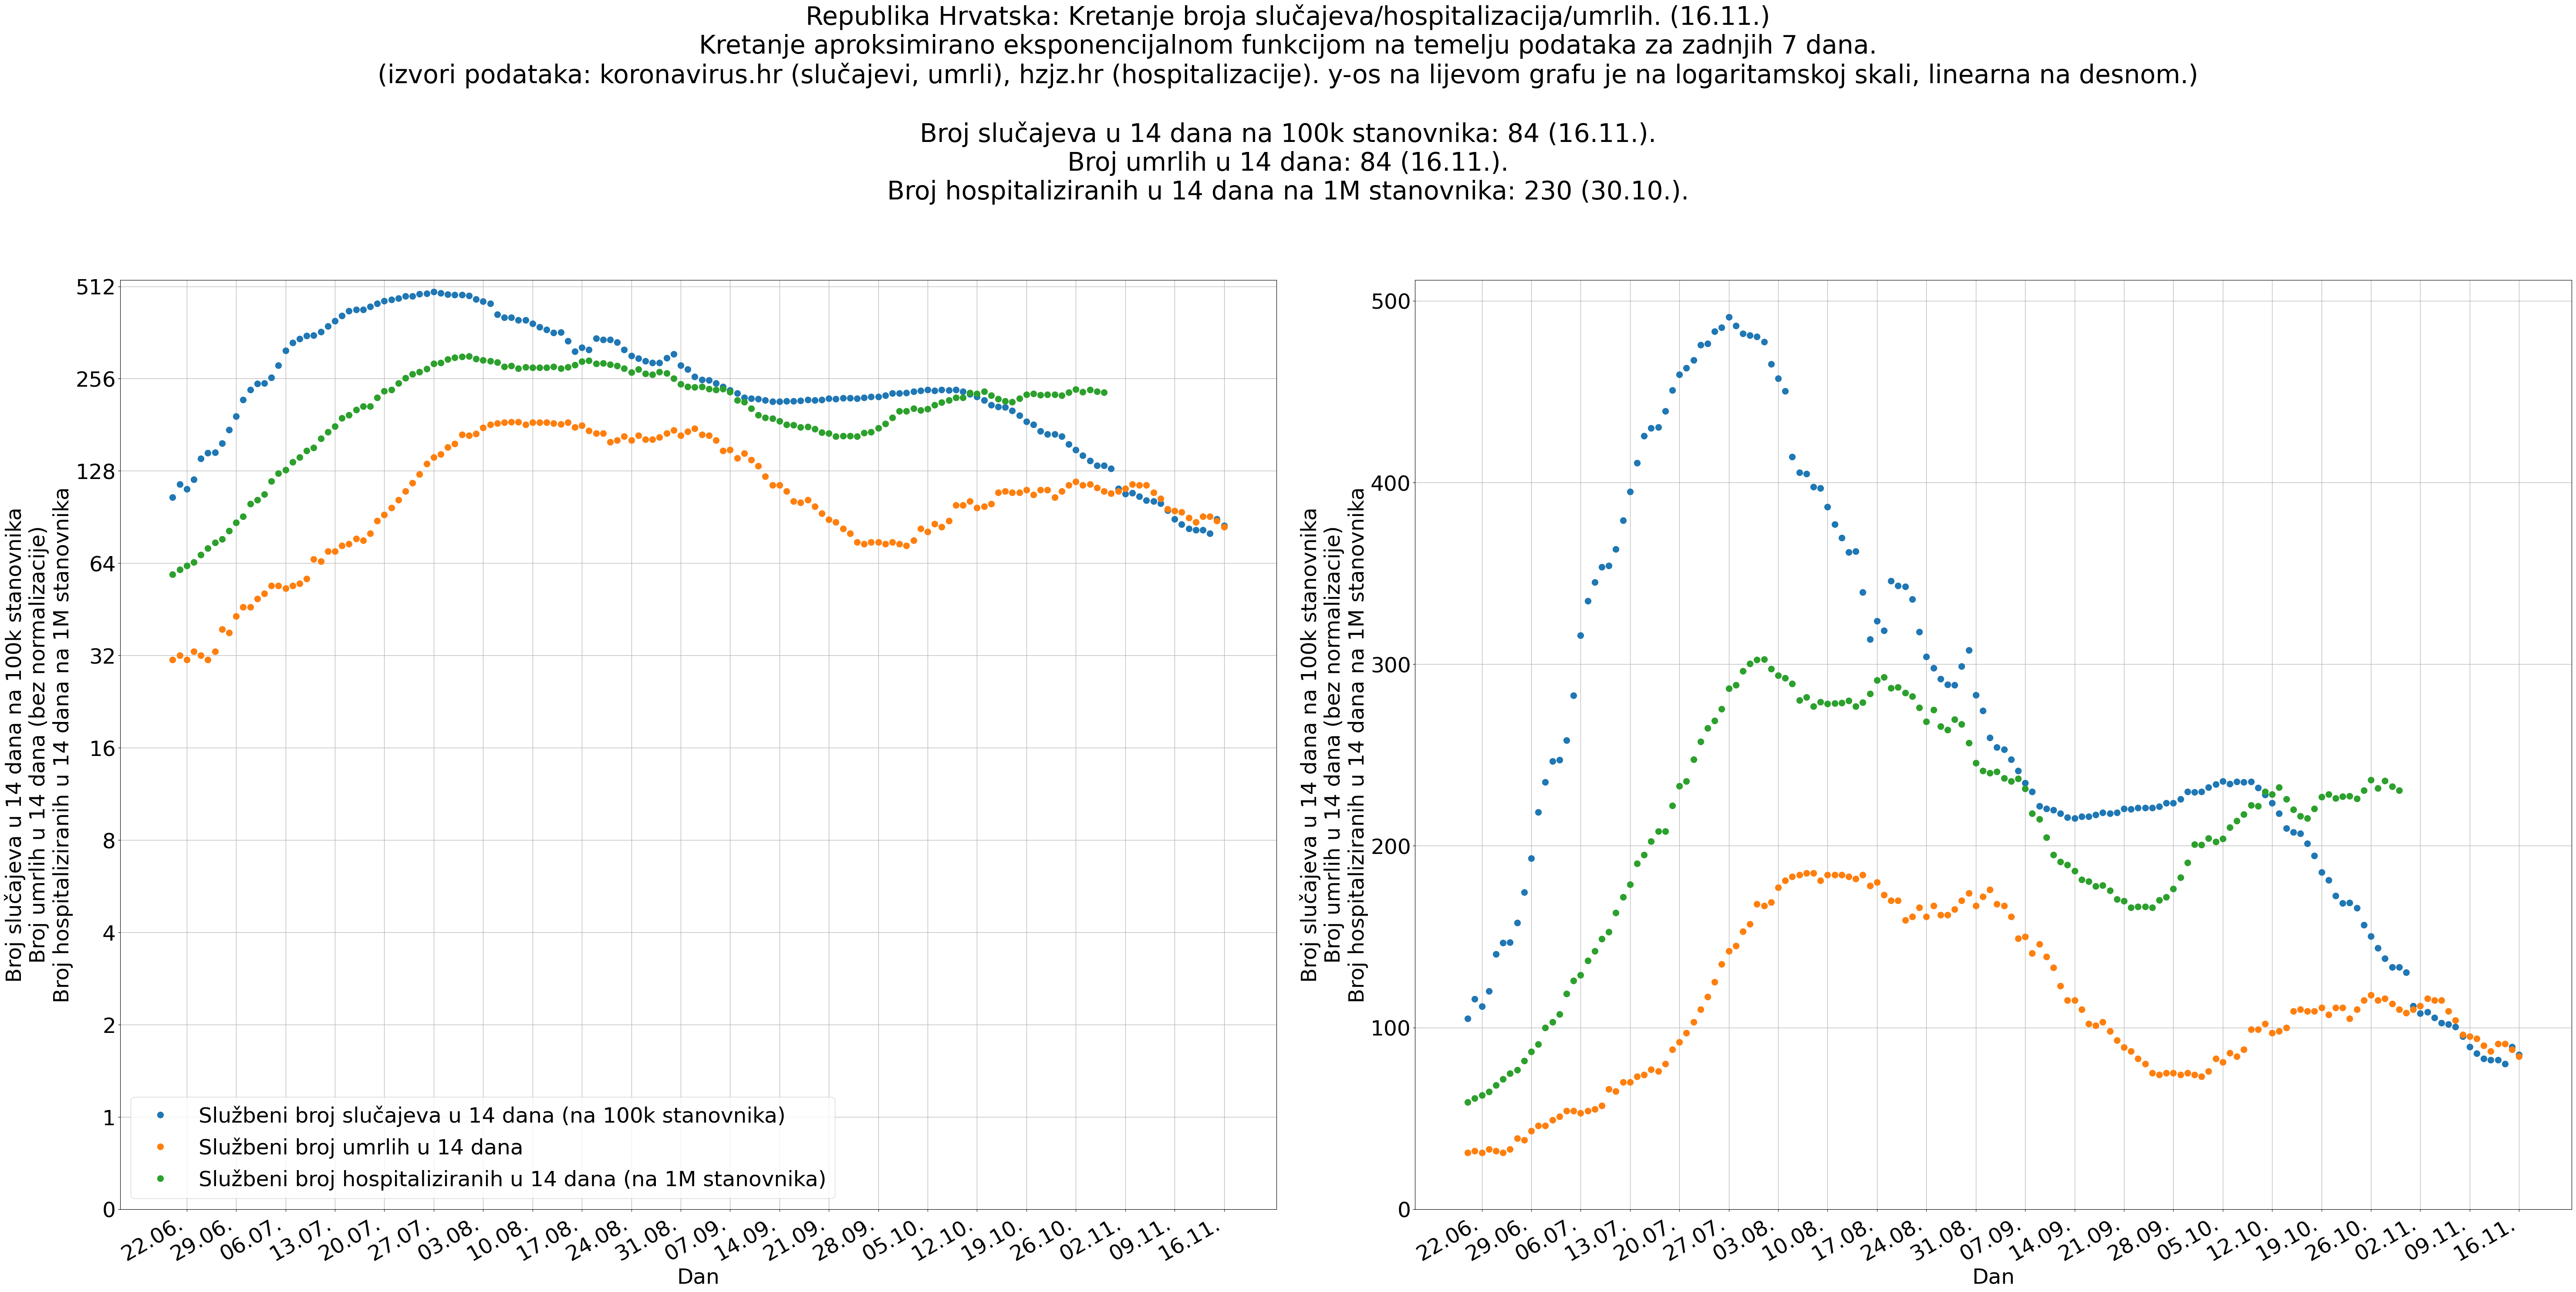 Republika Hrvatska: Kretanje broja slučajeva/hospitalizacija/umrlih. (16.11.)
Kretanje aproksimirano eksponencijalnom funkcijom na temelju podataka za zadnjih 7 dana.
(izvori podataka: koronavirus.hr (slučajevi, umrli), hzjz.hr (hospitalizacije). y-os na lijevom grafu je na logaritamskoj skali, linearna na desnom.)
Broj slučajeva u 14 dana na 100k stanovnika: 84 (16.11.).
Broj umrlih u 14 dana: 84 (16.11.).
Broj hospitaliziranih u 14 dana na 1M stanovnika: 230 (30.10.).
Broj slučajeva u 14 dana na 100k stanovnika
Broj umrlih u 14 dana (bez normalizacije)
Broj hospitaliziranih u 14 dana na 1M stanovnika
512
256
128
64
32
16
8
4
2
1
0
Službeni broj slučajeva u 14 dana (na 100k stanovnika)
Službeni broj umrlih u 14 dana
Službeni broj hospitaliziranih u 14 dana (na 1M stanovnika)
22.06. 29.06. 06.07. 13.07. 20.07. 27.07. 03.08. 10.08. 17.08. 24.08. 31.08. 07.09. 14.09. 21.09. 28.09. 05.10. 12.10. 19.10. 26.10. 02.11. 09.11. 16.11.
Dan
Broj slučajeva u 14 dana na 100k stanovnika
Broj umrlih u 14 dana (bez normalizacije)
Broj hospitaliziranih u 14 dana na 1M stanovnika
500
400
300
200
100
0
22.06. 29.06. 06.07. 13.07. 20.07. 27.07. 03.08. 10.08. 17.08. 24.08. 31.08. 07.09. 14.09. 21.09. 28.09. 05.10. 12.10. 19.10. 26.10. 02.11. 09.11. 16.11.
Dan